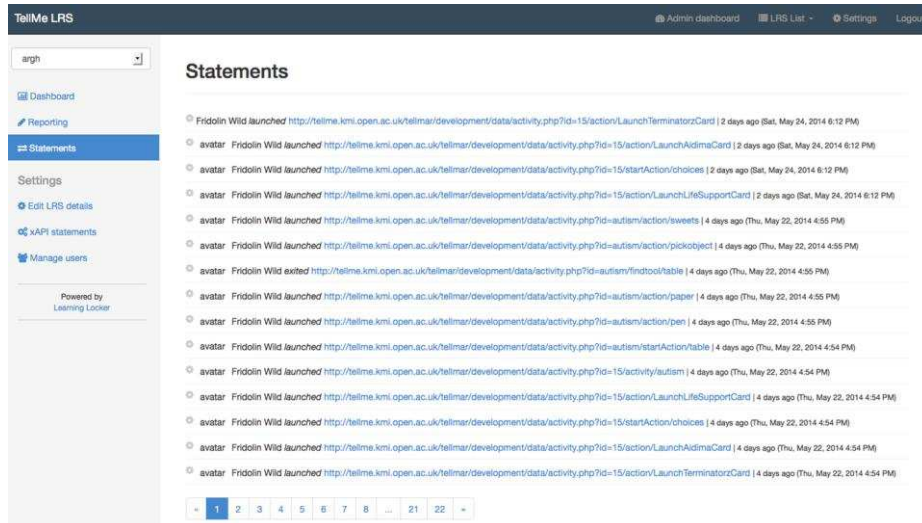 TellMe LRS
Admin dashboard LRS List Settings Logou
argh
Dashboard
Reporting
Statements
Settings
Edit LRS details
xAPI statements
Manage users
Powered by
Learning Locker
Statements
Fridolin Wild launched http://tellme.kmi.open.ac.uk/tellmar/development/data/activity.php?id=15/action/LaunchTerminatorzCard | 2 days ago (Sat, May 24, 2014 6:12 PM)
avatar Fridolin Wild launched http://tellme.kmi.open.ac.uk/tellmar/development/data/activity.php?id=15/action/LaunchAidimaCard | 2 days ago (Sat, May 24, 2014 6:12 PM)
avatar Fridolin Wild launched http://tellme.kmi.open.ac.uk/tellmar/development/data/activity.php?id=15/startAction/choices | 2 days ago (Sat, May 24, 2014 6:12 PM)
avatar Fridolin Wild launched http://tellme.kmi.open.ac.uk/tellmar/development/data/activity.php?id=15/action/LaunchLifeSupportCard | 2 days ago (Sat, May 24, 2014 6:12 PM)
avatar Fridolin Wild launched http://tellme.kmi.open.ac.uk/tellmar/development/data/activity.php?id=autism/action/sweets | 4 days ago (Thu, May 22, 2014 4:55 PM)
avatar Fridolin Wild launched http://tellme.kmi.open.ac.uk/tellmar/development/data/activity.php?id=autism/action/pickobject | 4 days ago (Thu, May 22, 2014 4:55 PM)
avatar Fridolin Wild exited http://tellme.kmi.open.ac.uk/tellmar/development/data/activity.php?id=autism/findtool/table | 4 days ago (Thu, May 22, 2014 4:55 PM)
avatar Fridolin Wild launched http://tellme.kmi.open.ac.uk/tellmar/development/data/activity.php?id=autism/action/paper | 4 days ago (Thu, May 22, 2014 4:55 PM)
avatar Fridolin Wild launched http://tellme.kmi.open.ac.uk/tellmar/development/data/activity.php?id=autism/action/pen | 4 days ago (Thu, May 22, 2014 4:55 PM)
avatar Fridolin Wild launched http://tellme.kmi.open.ac.uk/tellmar/development/data/activity.php?id=autism/startAction/table | 4 days ago (Thu, May 22, 2014 4:54 PM)
avatar Fridolin Wild launched http://tellme.kmi.open.ac.uk/tellmar/development/data/activity.php?id=15/activity/autism | 4 days ago (Thu, May 22, 2014 4:54 PM)
avatar Fridolin Wild launched http://tellme.kmi.open.ac.uk/tellmar/development/data/activity.php?id=15/action/LaunchLifeSupportCard | 4 days ago (Thu, May 22, 2014 4:54 PM)
avatar Fridolin Wild launched http://tellme.kmi.open.ac.uk/tellmar/development/data/activity.php?id=15/startAction/choices | 4 days ago (Thu, May 22, 2014 4:54 PM)
avatar Fridolin Wild launched http://tellme.kmi.open.ac.uk/tellmar/development/data/activity.php?id=15/action/LaunchAidimaCard | 4 days ago (Thu, May 22, 2014 4:54 PM)
avatar Fridolin Wild launched http://tellme.kmi.open.ac.uk/tellmar/development/data/activity.php?id=15/action/LaunchTerminatorzCard | 4 days ago (Thu, May 22, 2014 4:54 PM)
« 1 2 3 4 5 6 7 8 ... 21 22 »